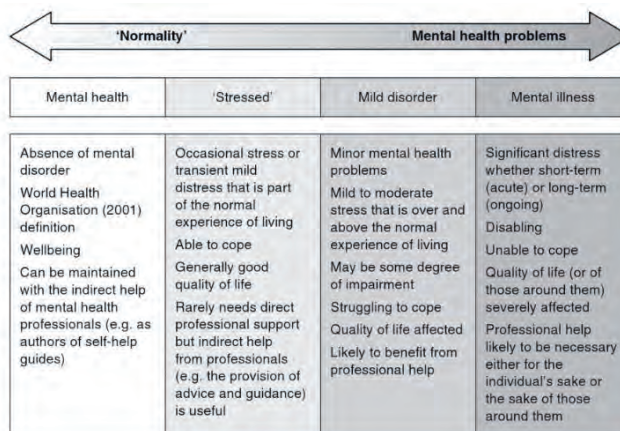 'Normality' Mental health problems
Mental health
'Stressed'
Mild disorder
Mental illness
Absence of mental
disorder
World Health
Organisation (2001)
definition
Wellbeing
Can be maintained
with the indirect help
of mental health
professionals (e.g. as
authors of self-help
guides)
Occasional stress or
transient mild
distress that is part
of the normal
experience of living
Able to cope
Generally good
quality of life
Rarely needs direct
professional support
but indirect help
from professionals
(e.g. the provision of
advice and guidance)
is useful
Minor mental health
problems
Mild to moderate
stress that is over and
above the normal
experience of living
May be some degree
of impairment
Struggling to cope
Quality of life affected
Likely to benefit from
professional help
Significant distress
whether short-term
(acute) or long-term
(ongoing)
Disabling
Unable to cope
Quality of life (or of
those around them)
severely affected
Professional help
likely to be necessary
either for the
individual's sake or
the sake of those
around them